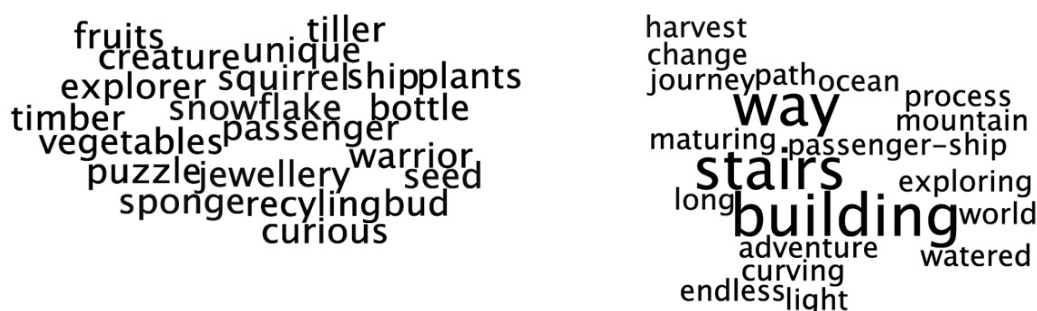 fruits tiller
creature unique
explorer squirrel ship plants
timber snowflake bottle
vegetables passenger
puzzle jewellery warrior seed
sponge recyling bud
curious
harvest
change
journey path ocean
way process
mountain
maturing passenger-ship
stairs exploring
long building world
adventure watered
curving
endless light